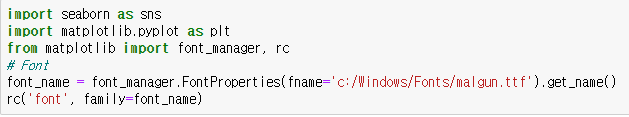 import seaborn as sns
import matplotlib.pyplot as plt
from matplotlib import font_manager, rc
# Font
font_name = font_manager.FontProperties(fname='c:/Windows/Fonts/malgun.ttf').get_name()
rc('font', family=font_name)